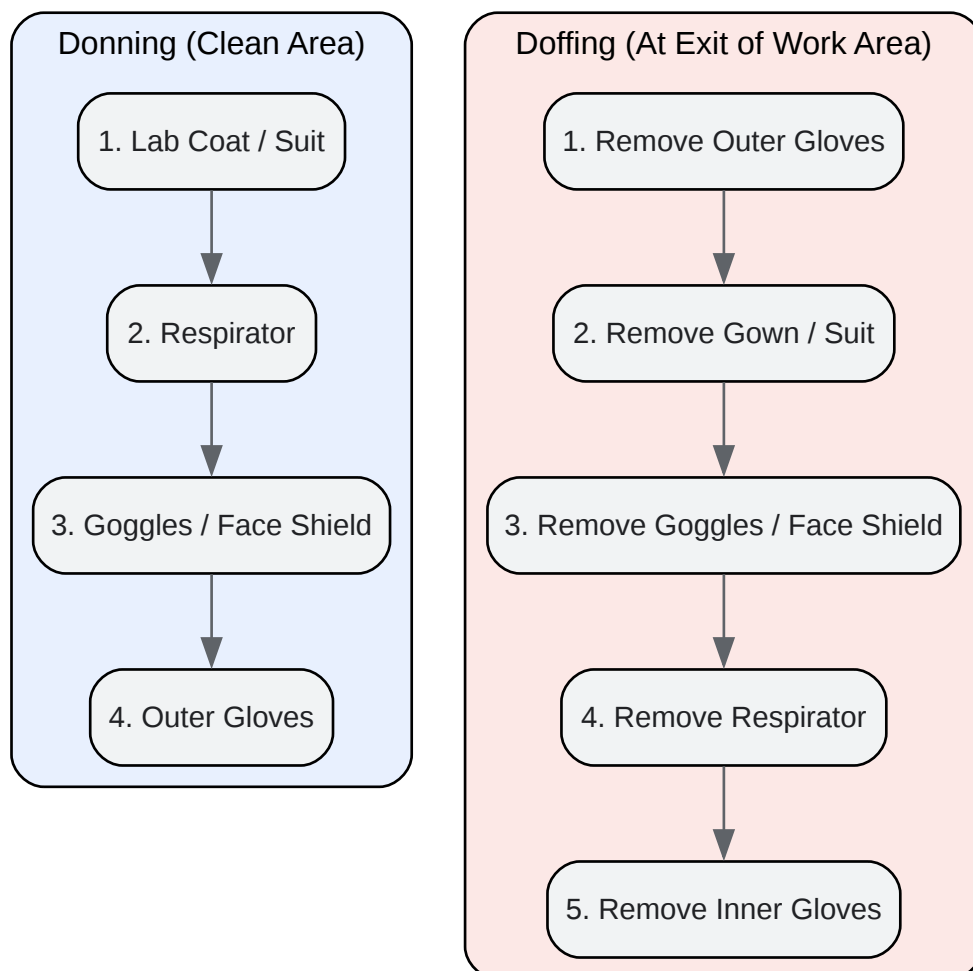 Donning (Clean Area)
1. Lab Coat / Suit
2. Respirator
3. Goggles / Face Shield
4. Outer Gloves
Doffing (At Exit of Work Area)
1. Remove Outer Gloves
2. Remove Gown / Suit
3. Remove Goggles / Face Shield
4. Remove Respirator
5. Remove Inner Gloves